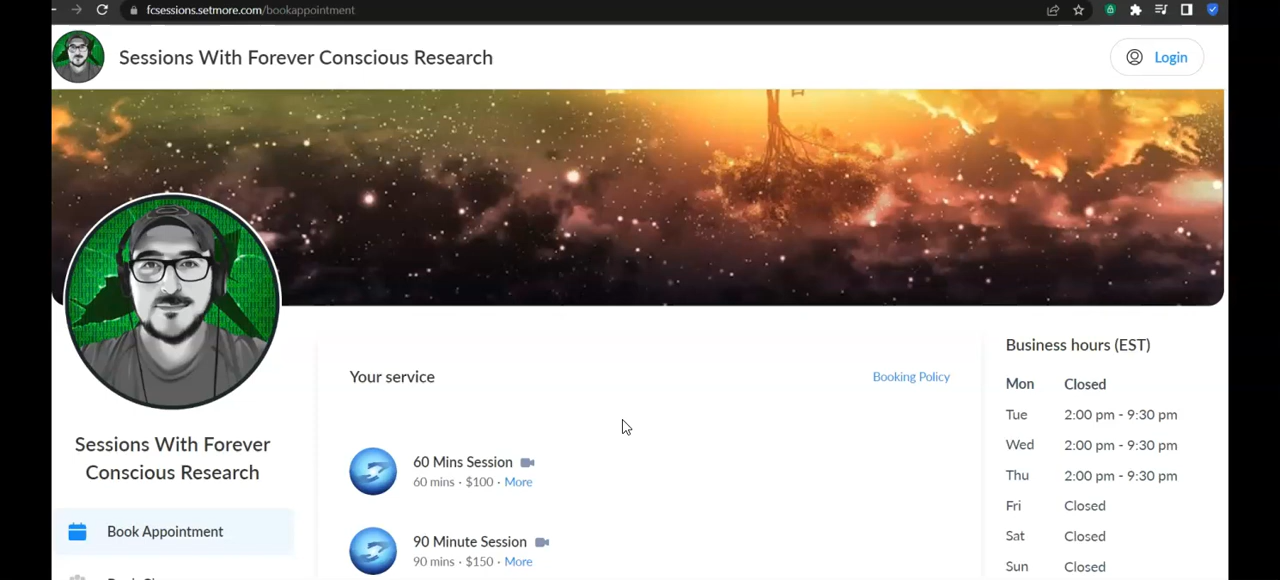 fcsessions.setmore.com/bookappointment
Sessions With Forever Conscious Research
Login
Sessions With Forever
Conscious Research
Book Appointment
Your service
Booking Policy
60 Mins Session
60 mins · $100 · More
90 Minute Session
90 mins · $150 · More
Business hours (EST)
Mon Closed
Tue 2:00 pm - 9:30 pm
Wed 2:00 pm - 9:30 pm
Thu 2:00 pm - 9:30 pm
Fri Closed
Sat Closed
Sun Closed